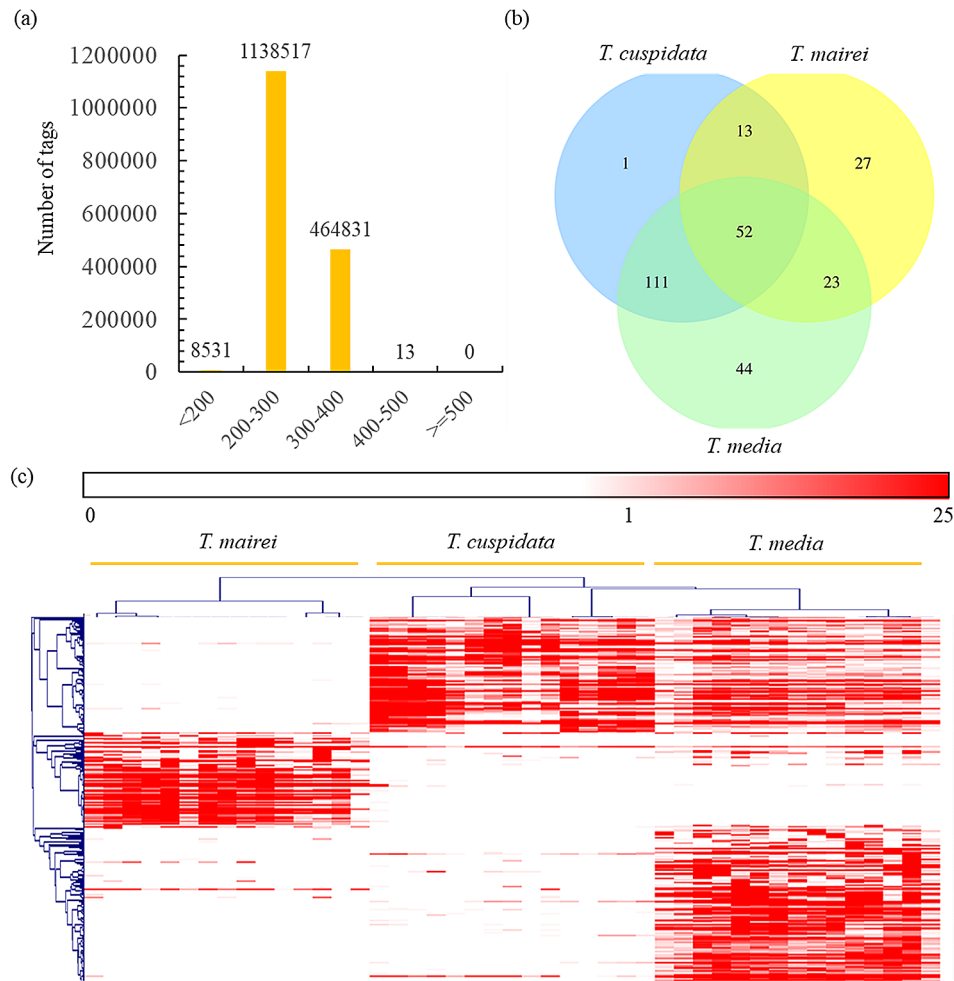 (a)
Number of tags
1200000
1000000
800000
600000
400000
200000
0
8531
1138517
464831
13
0
<200
200-300
300-400
400-500
>=500
(b)
T. cuspidata
T. mairei
13
1
27
52
111
23
44
T. media
(c)
0
1
25
T. mairei
T. cuspidata
T. media